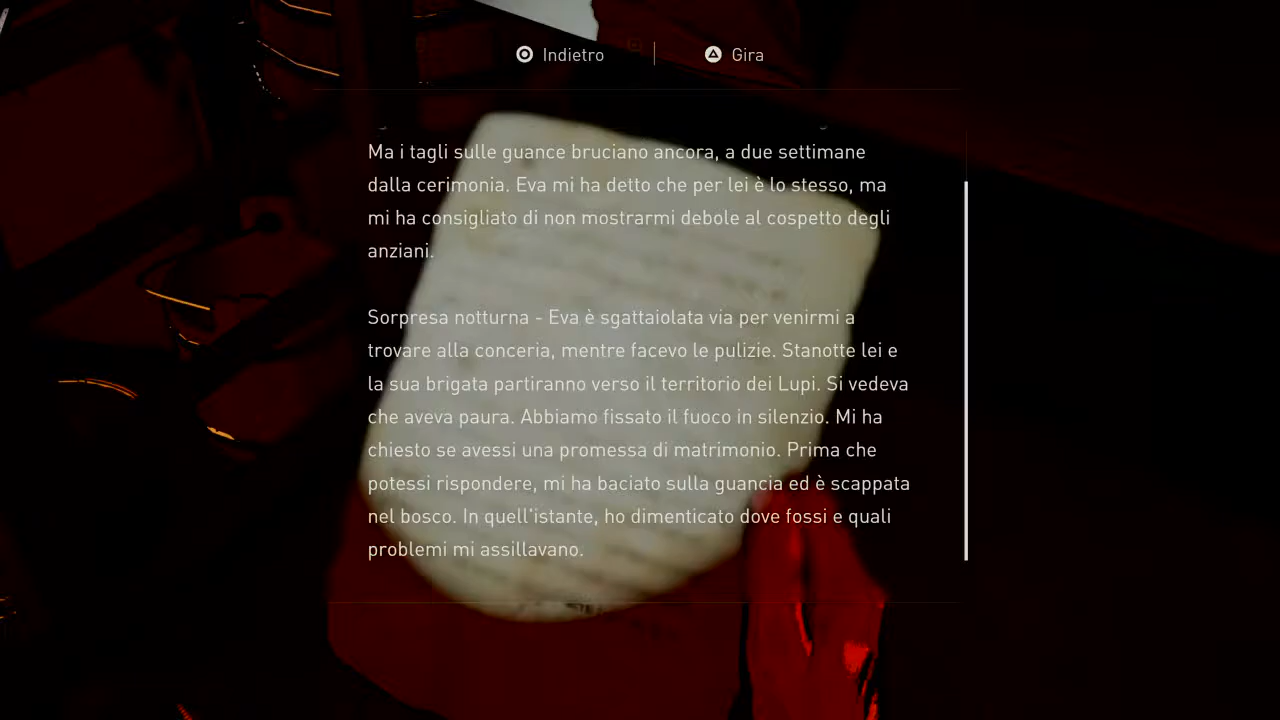 Indietro
Gira
Ma i tagli sulle guance bruciano ancora, a due settimane
dalla cerimonia. Eva mi ha detto che per lei è lo stesso, ma
mi ha consigliato di non mostrarmi debole al cospetto degli
anziani.
Sorpresa notturna - Eva è sgattaiolata via per venirmi a
trovare alla conceria, mentre facevo le pulizie. Stanotte lei e
la sua brigata partiranno verso il territorio dei Lupi. Si vedeva
che aveva paura. Abbiamo fissato il fuoco in silenzio. Mi ha
chiesto se avessi una promessa di matrimonio. Prima che
potessi rispondere, mi ha baciato sulla guancia ed è scappata
nel bosco. In quell'istante, ho dimenticato dove fossi e quali
problemi mi assillavano.